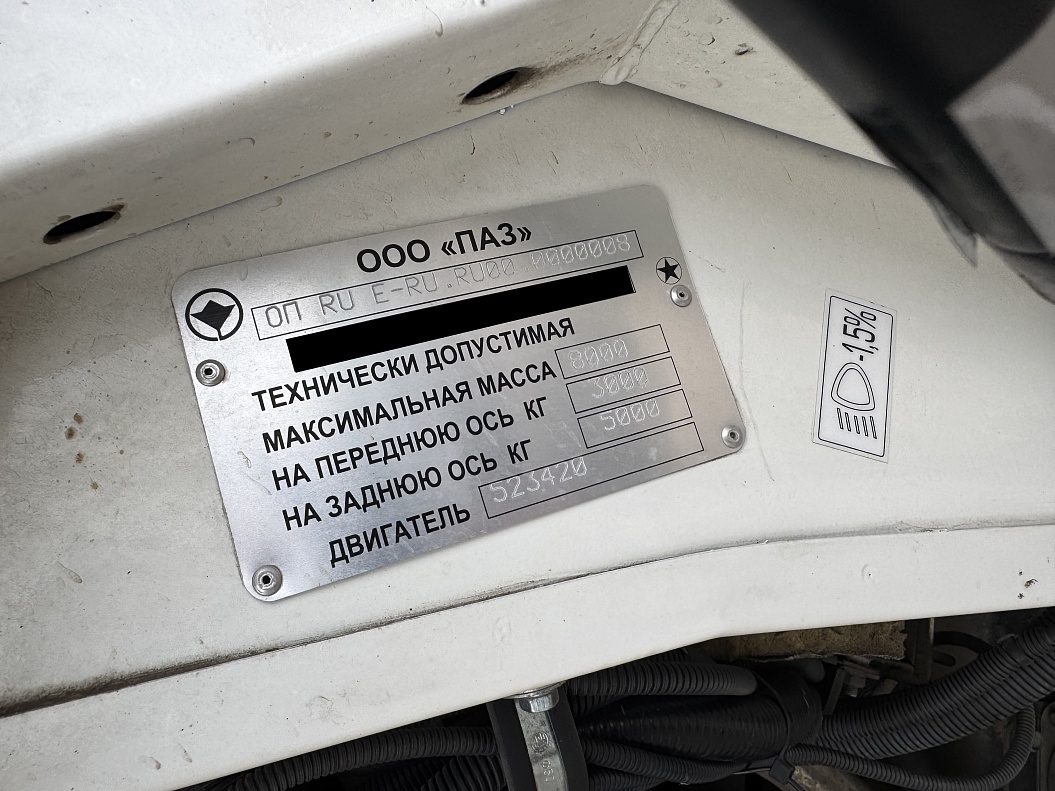 ООО «ПАЗ»
ОП RU E-RU.RU00.0000008
ТЕХНИЧЕСКИ ДОПУСТИМАЯ
МАКСИМАЛЬНАЯ МАССА 8000
НА ПЕРЕДНЮЮ ОСЬ КГ 3000
НА ЗАДНЮЮ ОСЬ КГ 5000
ДВИГАТЕЛЬ 523420
-1,5%